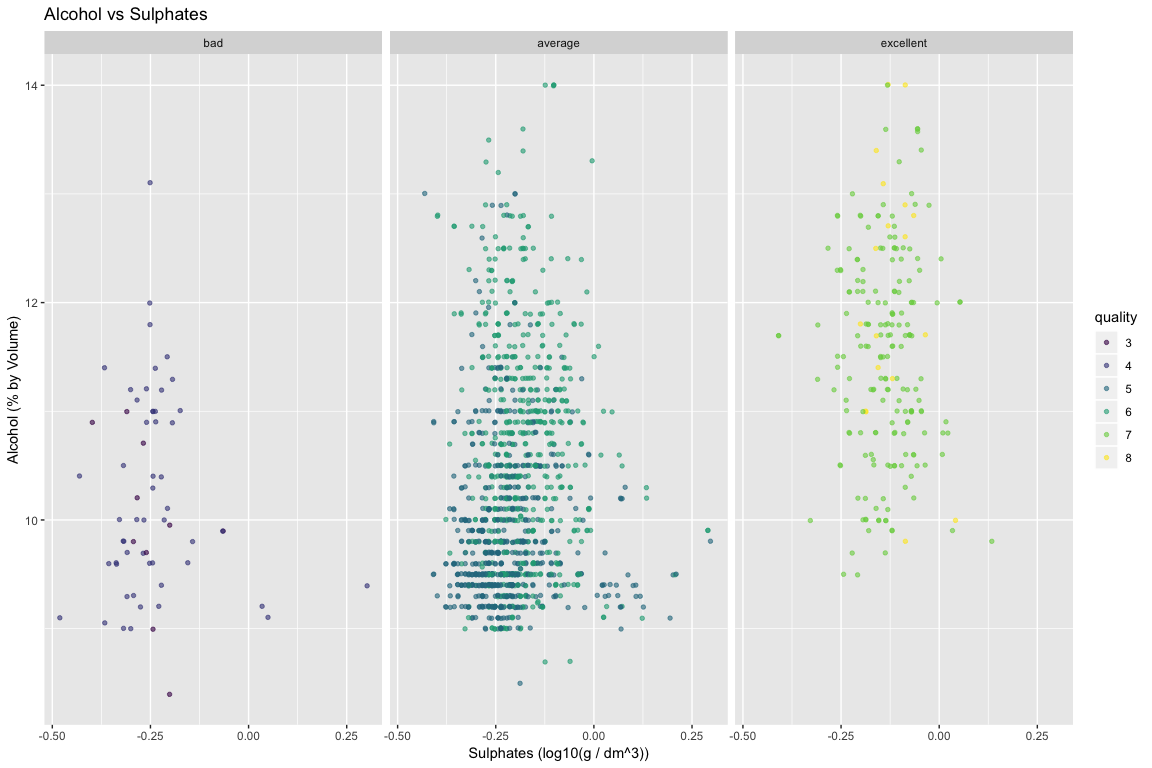 Alcohol vs Sulphates
bad average excellent
14
12
10
Alcohol (% by Volume)
-0.50 -0.25 0.00 0.25 -0.50 -0.25 0.00 0.25 -0.50 -0.25 0.00 0.25
Sulphates (log10(g / dm^3))
quality
3
4
5
6
7
8